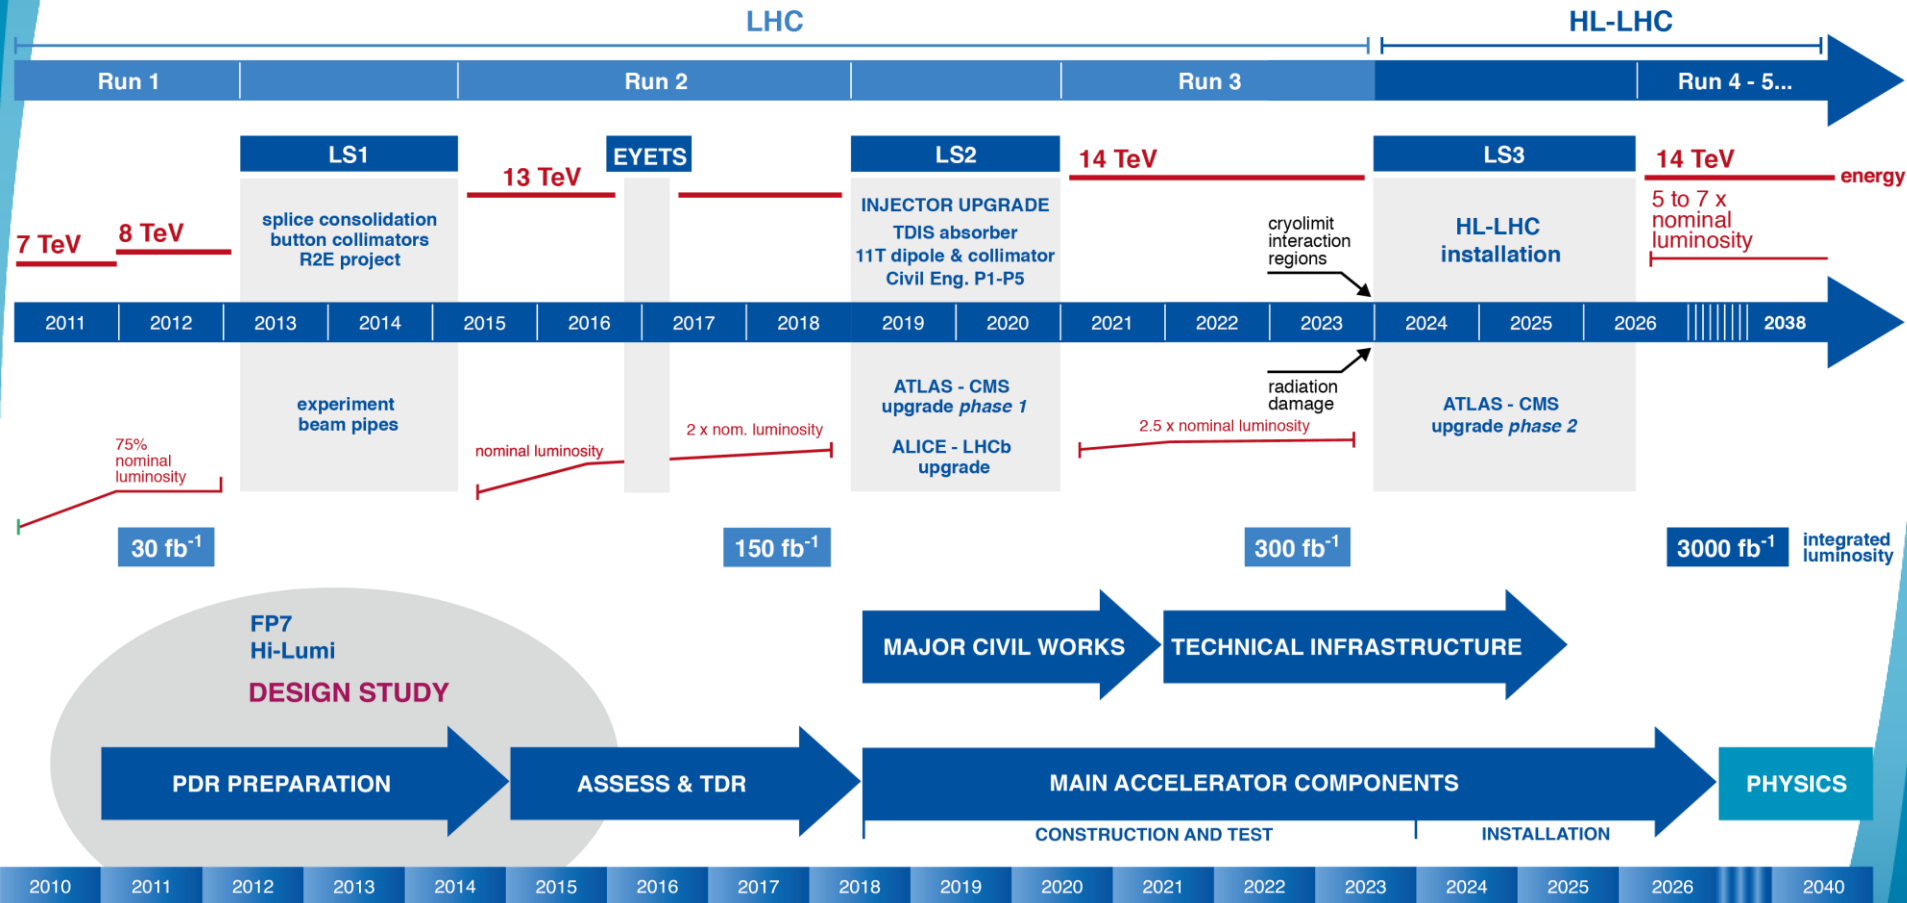 LHC
HL-LHC
Run 1
Run 2
Run 3
Run 4 - 5...
LS1
EYETS
LS2
LS3
14 TeV
14 TeV
13 TeV
energy
7 TeV
8 TeV
splice consolidation
button collimators
R2E project
INJECTOR UPGRADE
TDIS absorber
11T dipole & collimator
Civil Eng. P1-P5
cryolimit
interaction
regions
HL-LHC
installation
5 to 7 x
nominal
luminosity
2011
2012
2013
2014
2015
2016
2017
2018
2019
2020
2021
2022
2023
2024
2025
2026
2038
75%
nominal
luminosity
experiment
beam pipes
nominal luminosity
2 x nom. luminosity
ATLAS - CMS
upgrade phase 1
ALICE - LHCb
upgrade
2.5 x nominal luminosity
radiation
damage
ATLAS - CMS
upgrade phase 2
30 fb⁻¹
150 fb⁻¹
300 fb⁻¹
3000 fb⁻¹
integrated
luminosity
FP7
Hi-Lumi
DESIGN STUDY
MAJOR CIVIL WORKS
TECHNICAL INFRASTRUCTURE
PDR PREPARATION
ASSESS & TDR
MAIN ACCELERATOR COMPONENTS
PHYSICS
CONSTRUCTION AND TEST
INSTALLATION
2010
2011
2012
2013
2014
2015
2016
2017
2018
2019
2020
2021
2022
2023
2024
2025
2026
2040